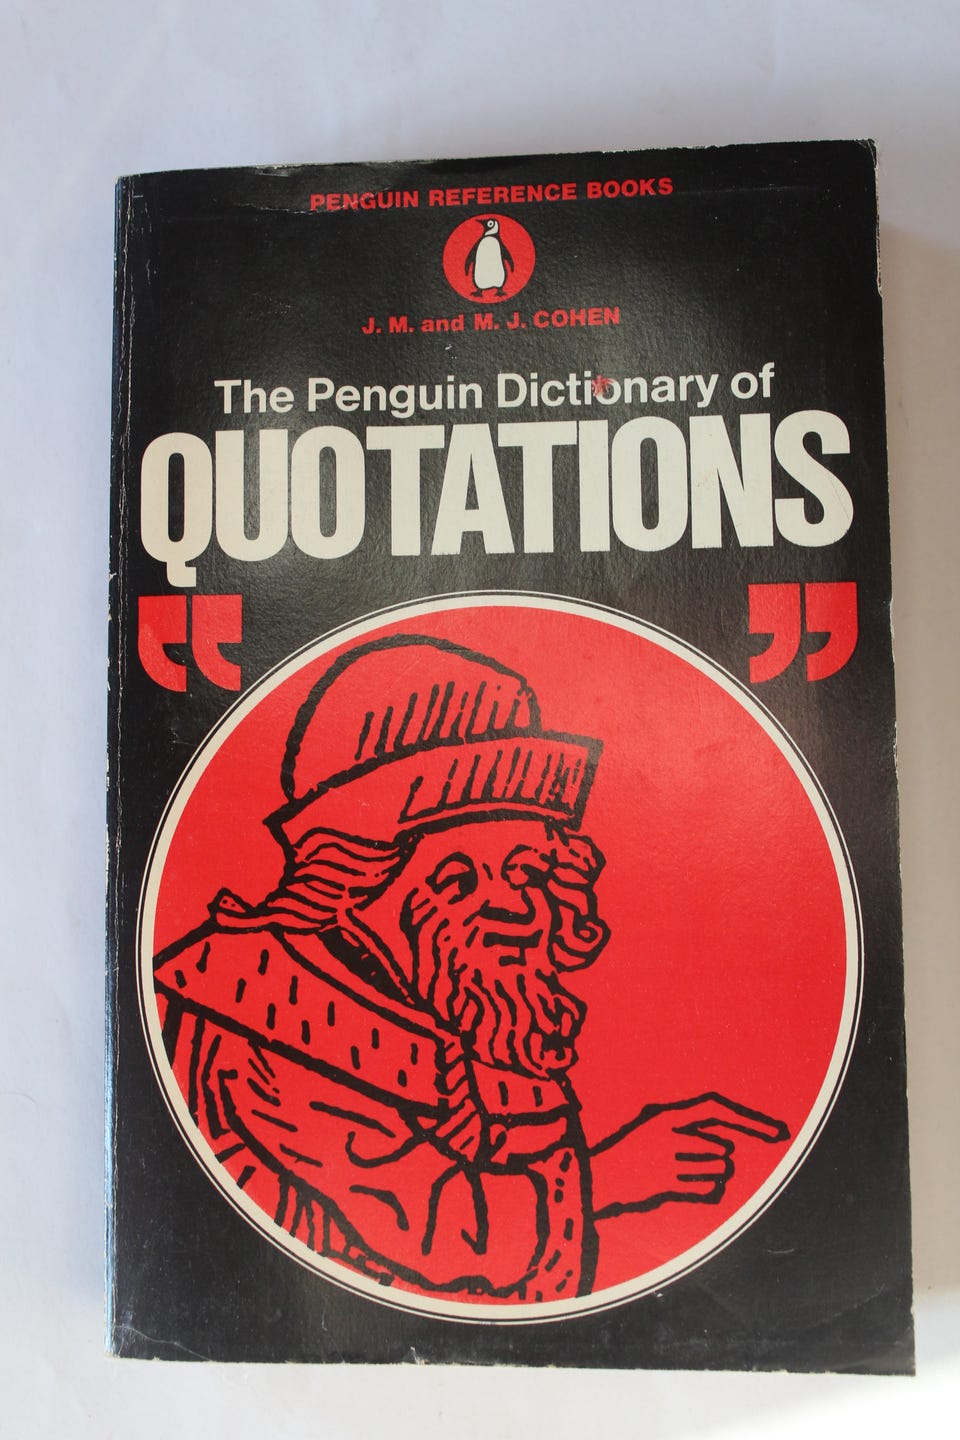 PENGUIN REFERENCE BOOKS
J. M. and M. J. COHEN
The Penguin Dictionary of
QUOTATIONS
“ ”